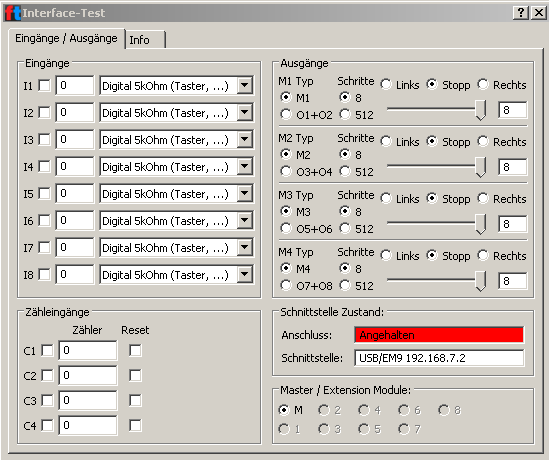 ft Interface-Test
Eingänge / Ausgänge Info
Eingänge
I1 0 Digital 5kOhm (Taster, ...)
I2 0 Digital 5kOhm (Taster, ...)
I3 0 Digital 5kOhm (Taster, ...)
I4 0 Digital 5kOhm (Taster, ...)
I5 0 Digital 5kOhm (Taster, ...)
I6 0 Digital 5kOhm (Taster, ...)
I7 0 Digital 5kOhm (Taster, ...)
I8 0 Digital 5kOhm (Taster, ...)
Zähleingänge
Zähler Reset
C1 0
C2 0
C3 0
C4 0
Ausgänge
M1 Typ Schritte Links Stopp Rechts
M1 8
O1+O2 512 8
M2 Typ Schritte Links Stopp Rechts
M2 8
O3+O4 512 8
M3 Typ Schritte Links Stopp Rechts
M3 8
O5+O6 512 8
M4 Typ Schritte Links Stopp Rechts
M4 8
O7+O8 512 8
Schnittstelle Zustand:
Anschluss: Angehalten
Schnittstelle: USB/EM9 192.168.7.2
Master / Extension Module:
M 2 4 6 8
1 3 5 7